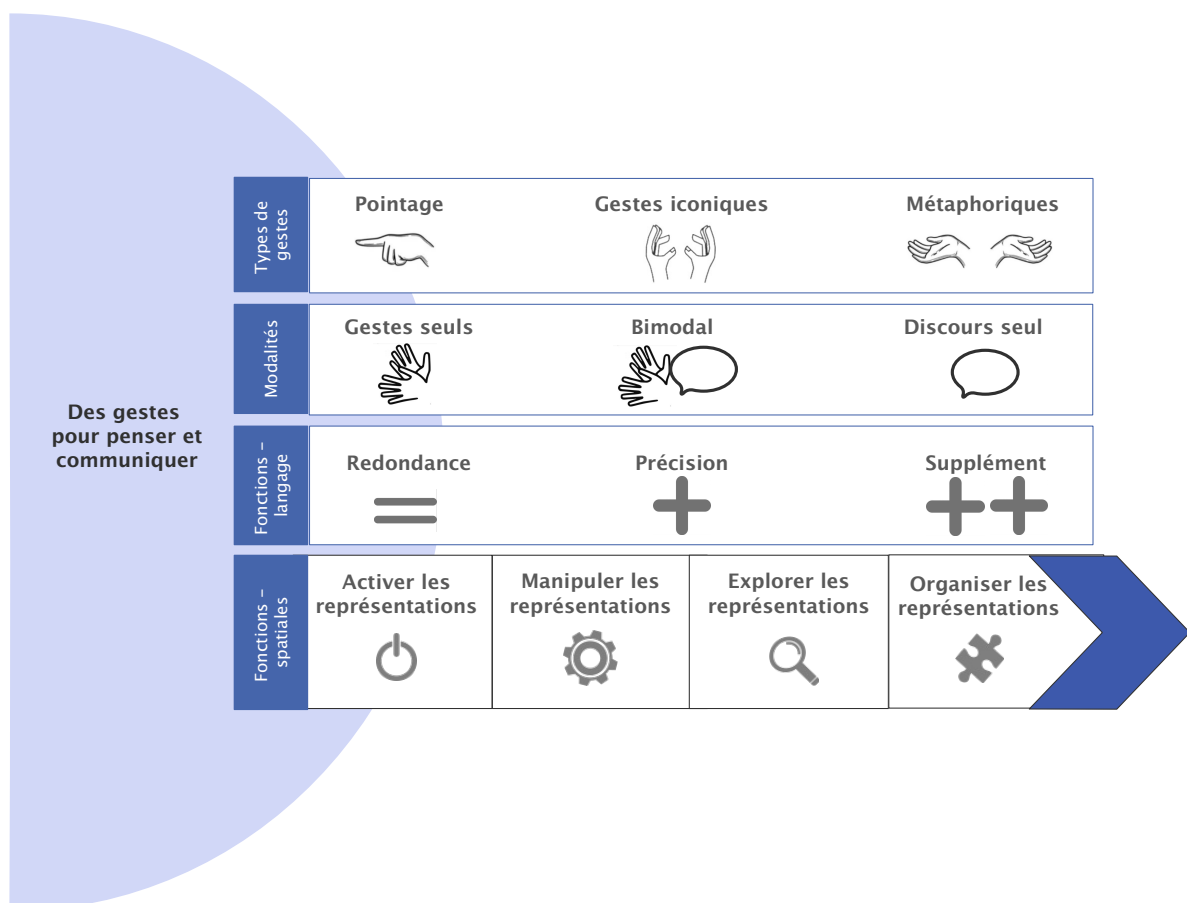 Des gestes
pour penser et
communiquer
Types de
gestes
Pointage
Gestes iconiques
Métaphoriques
Modalités
Gestes seuls
Bimodal
Discours seul
Fonctions –
langage
Redondance
Précision
Supplément
Fonctions –
spatiales
Activer les
représentations
Manipuler les
représentations
Explorer les
représentations
Organiser les
représentations